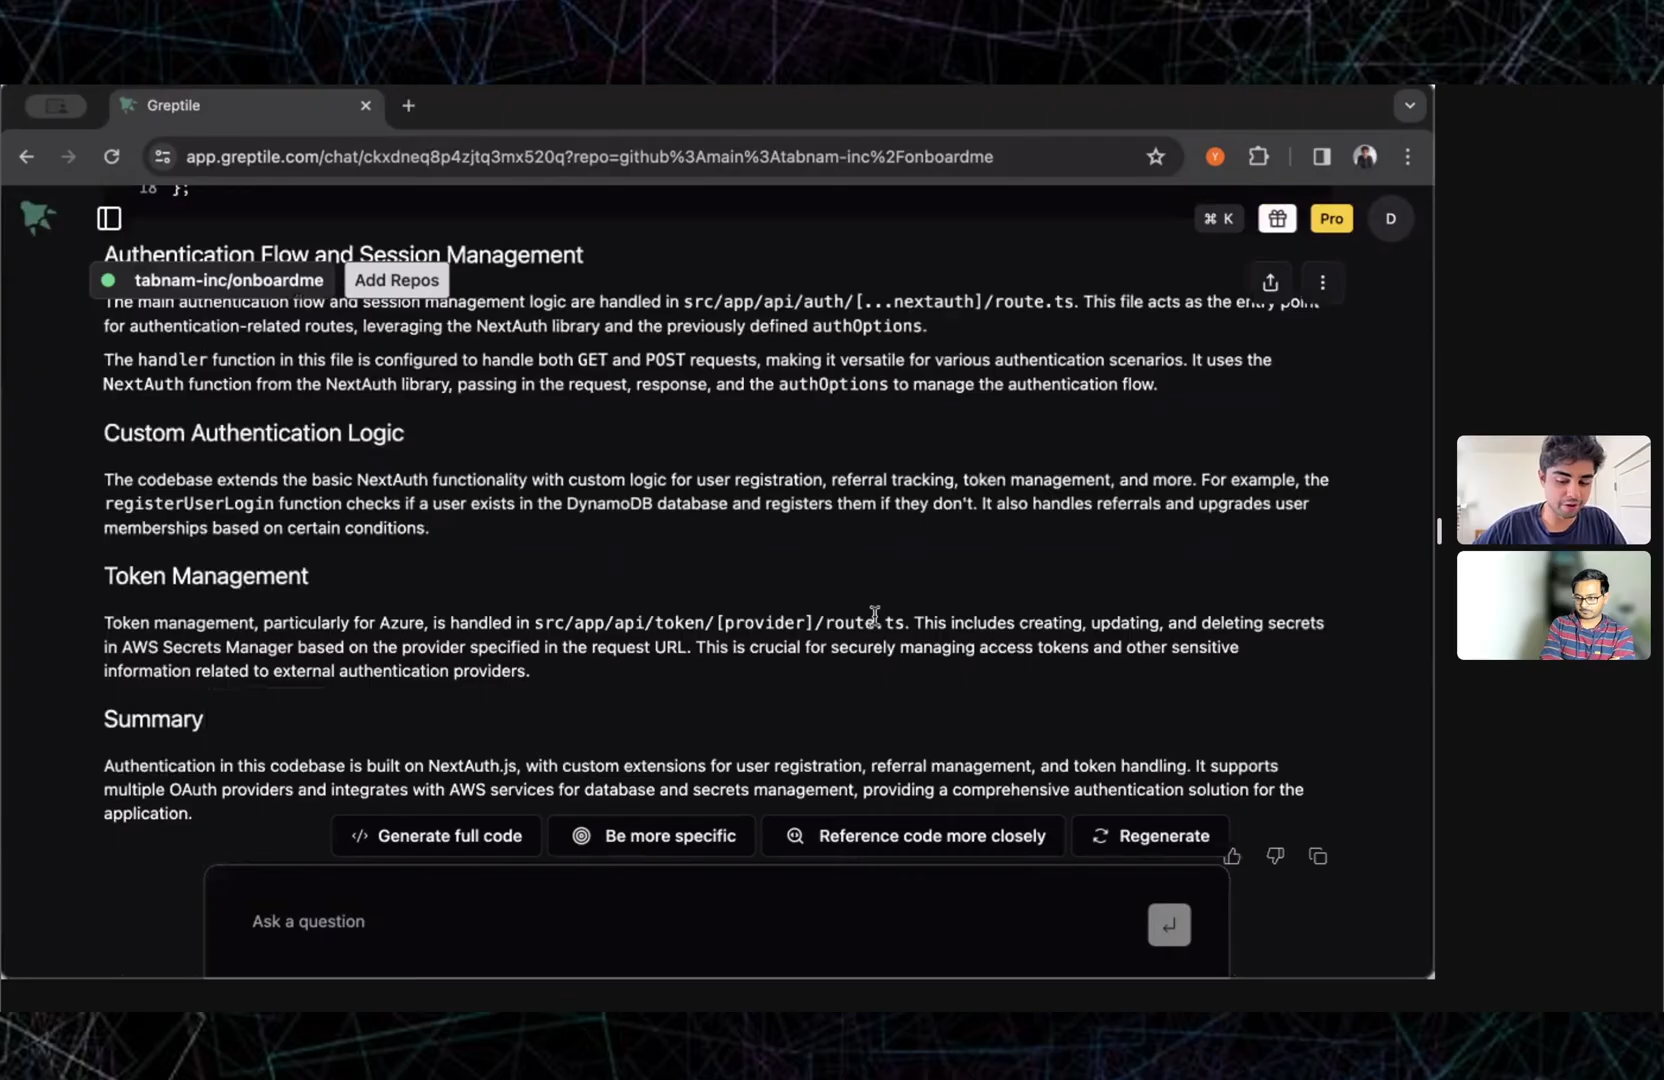 Greptile
app.greptile.com/chat/ckxdneq8p4zjtq3mx520q?repo=github%3Amain%3Atabnam-inc%2Fonboardme
Y
18 };
⌘ K
Pro
D
Authentication Flow and Session Management
tabnam-inc/onboardme
Add Repos
The main authentication flow and session management logic are handled in src/app/api/auth/[...nextauth]/route.ts. This file acts as the entry point
for authentication-related routes, leveraging the NextAuth library and the previously defined authOptions.
The handler function in this file is configured to handle both GET and POST requests, making it versatile for various authentication scenarios. It uses the
NextAuth function from the NextAuth library, passing in the request, response, and the authOptions to manage the authentication flow.
Custom Authentication Logic
The codebase extends the basic NextAuth functionality with custom logic for user registration, referral tracking, token management, and more. For example, the
registerUserLogin function checks if a user exists in the DynamoDB database and registers them if they don't. It also handles referrals and upgrades user
memberships based on certain conditions.
Token Management
Token management, particularly for Azure, is handled in src/app/api/token/[provider]/route.ts. This includes creating, updating, and deleting secrets
in AWS Secrets Manager based on the provider specified in the request URL. This is crucial for securely managing access tokens and other sensitive
information related to external authentication providers.
Summary
Authentication in this codebase is built on NextAuth.js, with custom extensions for user registration, referral management, and token handling. It supports
multiple OAuth providers and integrates with AWS services for database and secrets management, providing a comprehensive authentication solution for the
application.
</> Generate full code
Be more specific
Reference code more closely
Regenerate
Ask a question